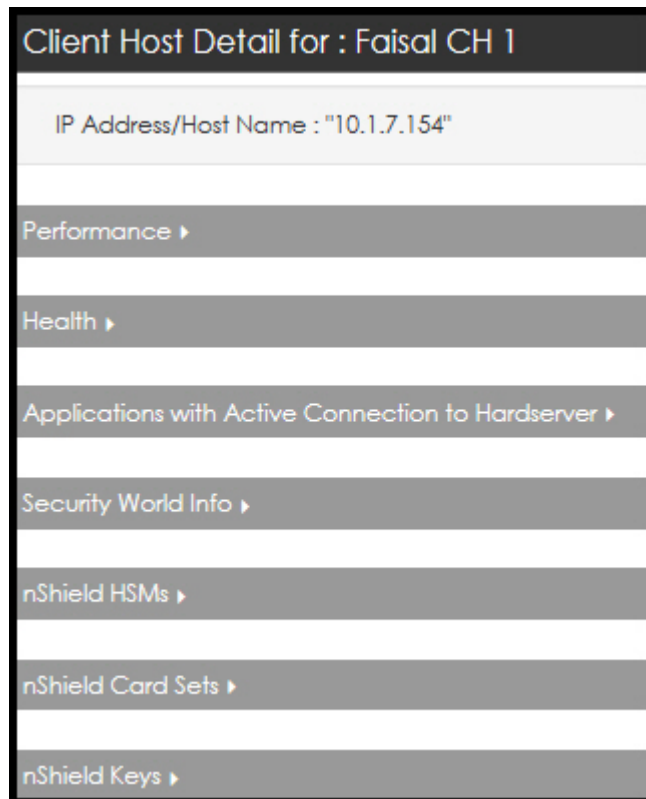 Client Host Detail for : Faisal CH 1
IP Address/Host Name : "10.1.7.154"
Performance
Health
Applications with Active Connection to Hardserver
Security World Info
nShield HSMs
nShield Card Sets
nShield Keys